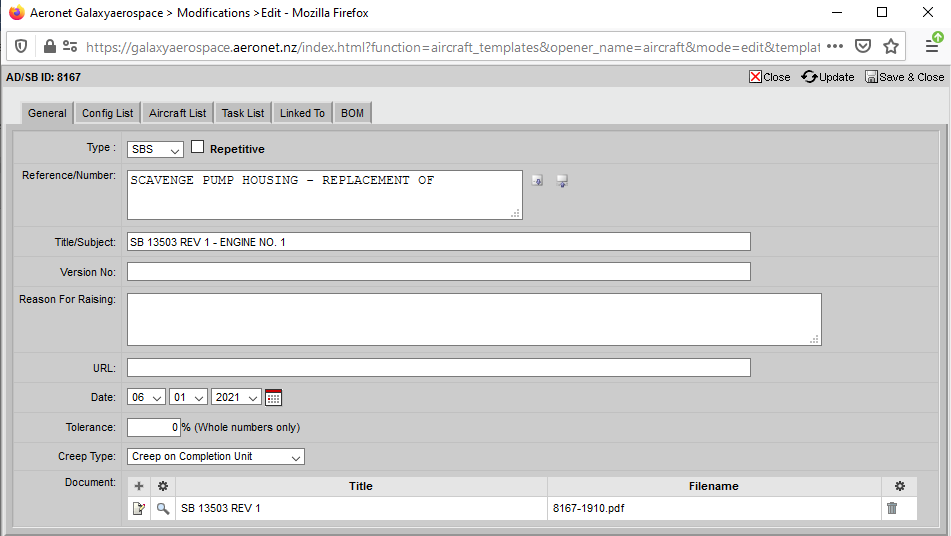 Aeronet Galaxyaerospace > Modifications >Edit - Mozilla Firefox
https://galaxyaerospace.aeronet.nz/index.html?function=aircraft_templates&opener_name=aircraft&mode=edit&templat
AD/SB ID: 8167 Close Update Save & Close
General Config List Aircraft List Task List Linked To BOM
Type : SBS Repetitive
Reference/Number: SCAVENGE PUMP HOUSING - REPLACEMENT OF
Title/Subject: SB 13503 REV 1 - ENGINE NO. 1
Version No:
Reason For Raising:
URL:
Date: 06 01 2021
Tolerance: 0 % (Whole numbers only)
Creep Type: Creep on Completion Unit
Document: Title Filename
SB 13503 REV 1 8167-1910.pdf